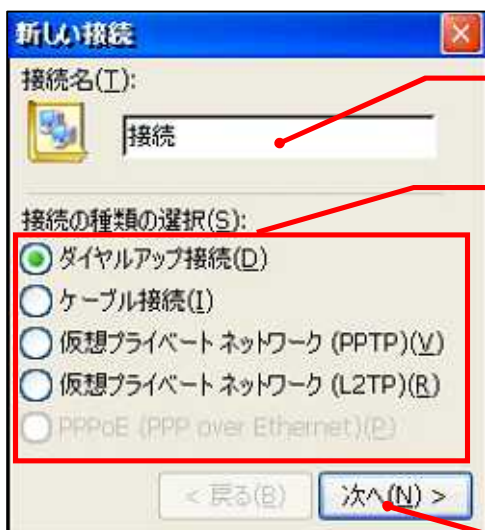 新しい接続
接続名(T):
接続
接続の種類の選択(S):
ダイヤルアップ接続(D)
ケーブル接続(I)
仮想プライベート ネットワーク (PPTP)(V)
仮想プライベート ネットワーク (L2TP)(R)
PPPoE (PPP over Ethernet)(P)
< 戻る(B) 次へ(N) >